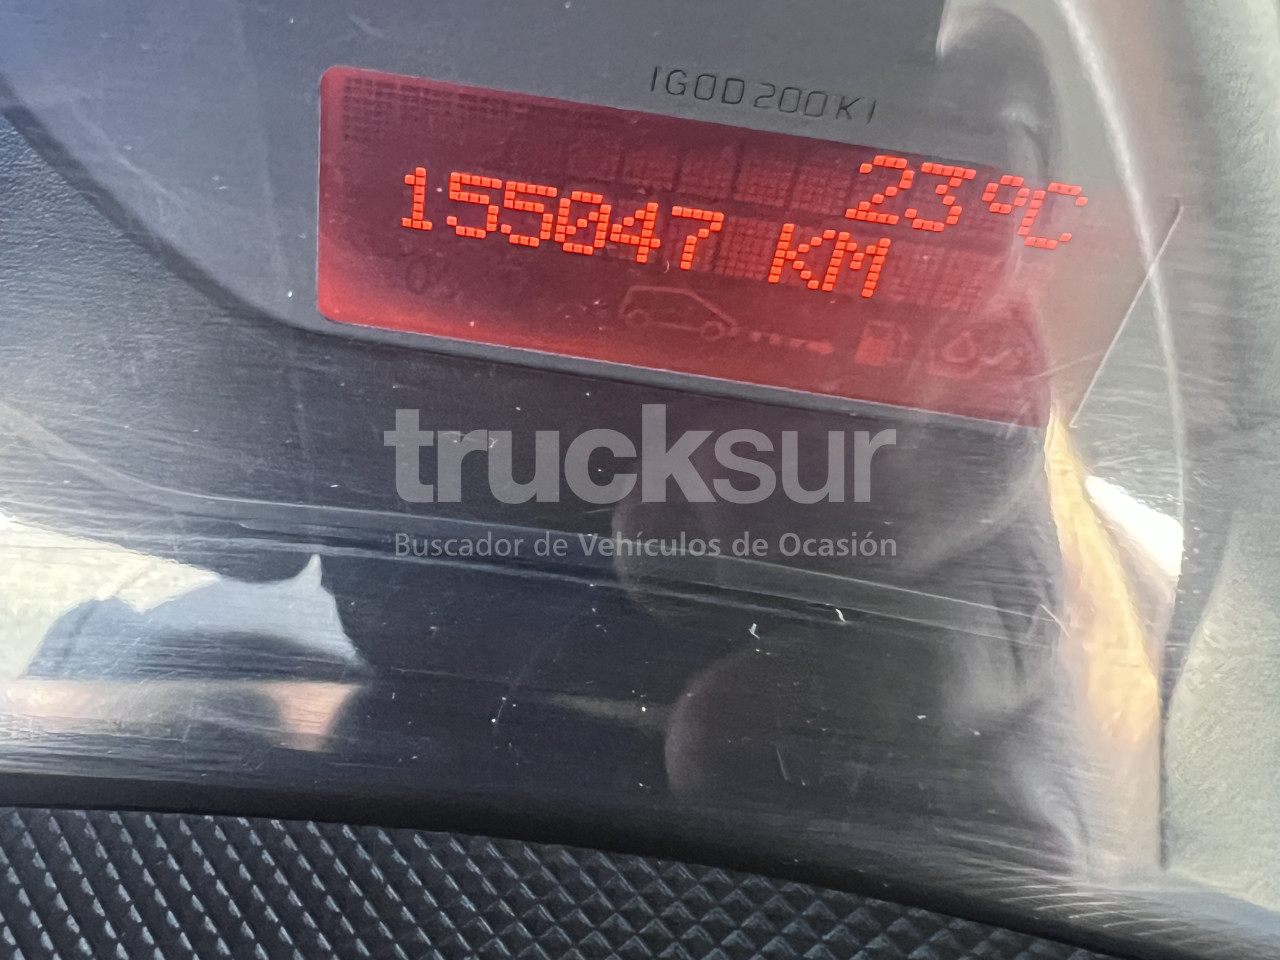 IGOD200KI
23°C
155047 KM
trucksur
Buscador de Vehículos de Ocasión